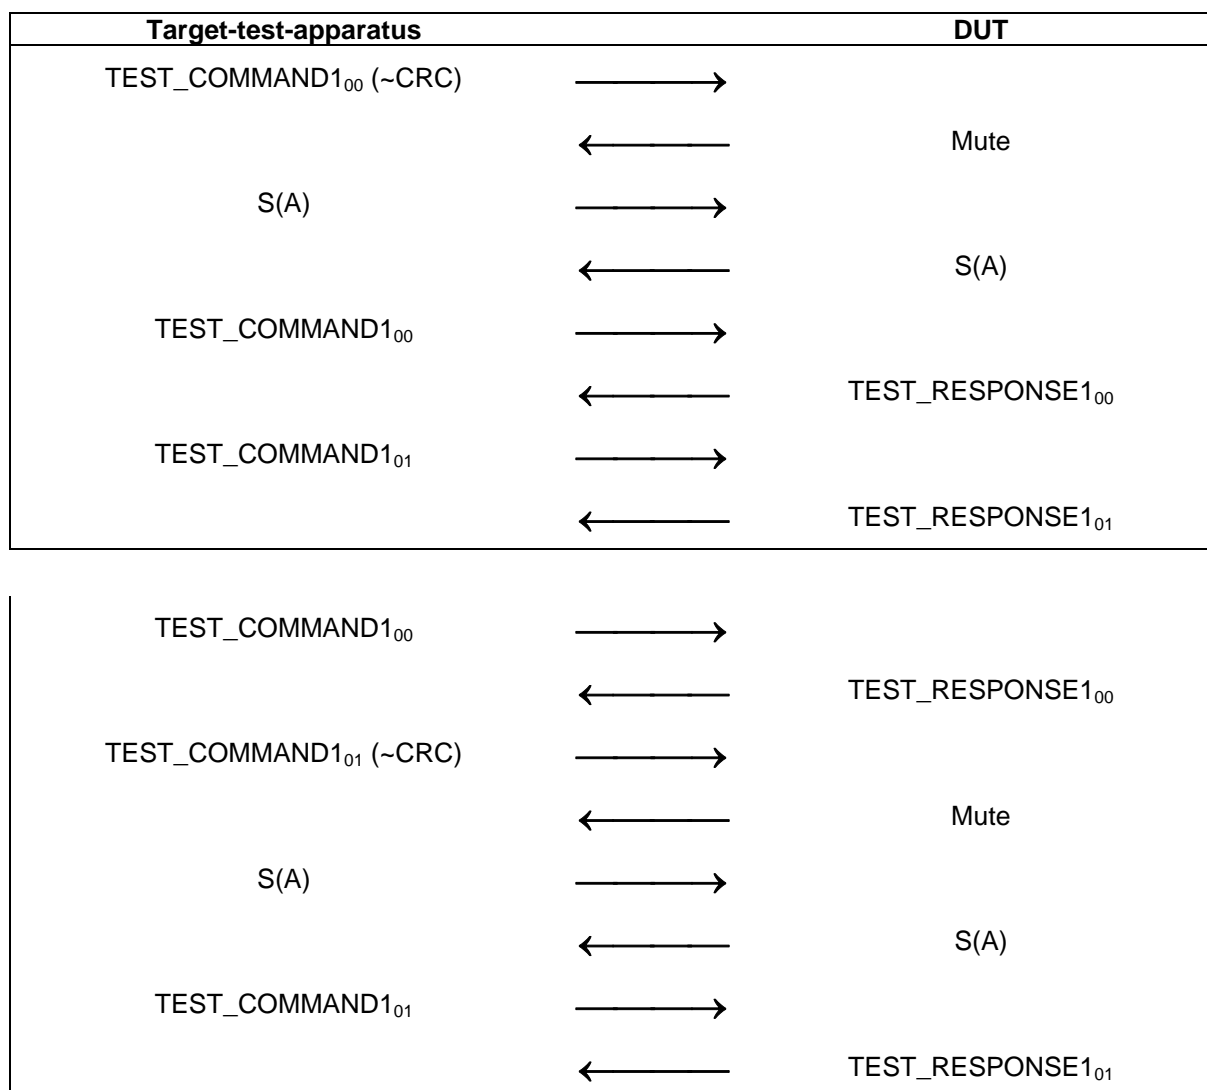 Target-test-apparatus DUT
TEST_COMMAND1₀₀ (~CRC)
Mute
S(A)
S(A)
TEST_COMMAND1₀₀
TEST_RESPONSE1₀₀
TEST_COMMAND1₀₁
TEST_RESPONSE1₀₁
TEST_COMMAND1₀₀
TEST_RESPONSE1₀₀
TEST_COMMAND1₀₁ (~CRC)
Mute
S(A)
S(A)
TEST_COMMAND1₀₁
TEST_RESPONSE1₀₁